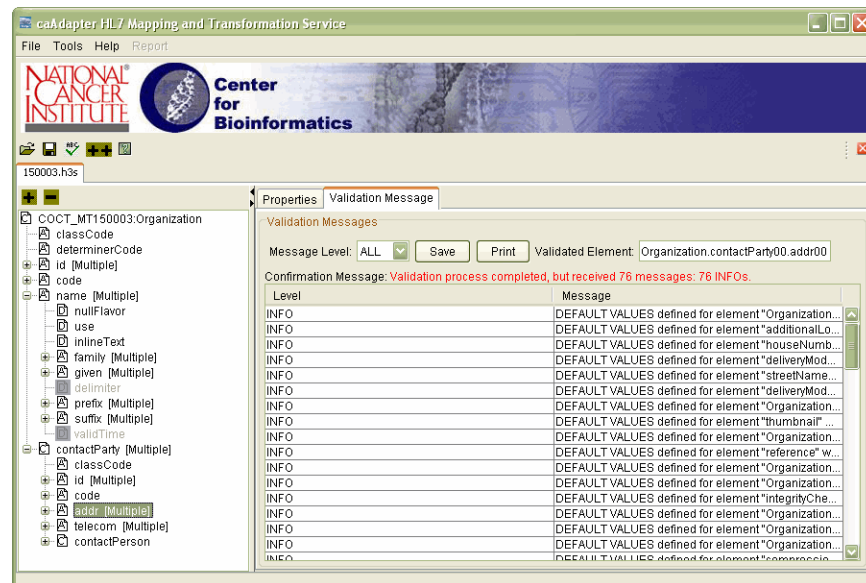 caAdapter HL7 Mapping and Transformation Service
File Tools Help Report
NATIONAL
CANCER
INSTITUTE
Center
for
Bioinformatics
150003.h3s
Properties Validation Message
COCT_MT150003:Organization
classCode
determinerCode
id [Multiple]
code
name [Multiple]
nullFlavor
use
inlineText
family [Multiple]
given [Multiple]
delimiter
prefix [Multiple]
suffix [Multiple]
validTime
contactParty [Multiple]
classCode
id [Multiple]
code
addr [Multiple]
telecom [Multiple]
contactPerson
Validation Messages
Message Level: ALL Save Print Validated Element: Organization.contactParty00.addr00
Confirmation Message: Validation process completed, but received 76 messages: 76 INFOs.
Level Message
INFO DEFAULT VALUES defined for element "Organization...
INFO DEFAULT VALUES defined for element "additionalLo...
INFO DEFAULT VALUES defined for element "houseNumb...
INFO DEFAULT VALUES defined for element "deliveryMod...
INFO DEFAULT VALUES defined for element "streetName...
INFO DEFAULT VALUES defined for element "deliveryMod...
INFO DEFAULT VALUES defined for element "Organization...
INFO DEFAULT VALUES defined for element "thumbnail" ...
INFO DEFAULT VALUES defined for element "Organization...
INFO DEFAULT VALUES defined for element "reference" w...
INFO DEFAULT VALUES defined for element "Organization...
INFO DEFAULT VALUES defined for element "Organization...
INFO DEFAULT VALUES defined for element "integrityChe...
INFO DEFAULT VALUES defined for element "Organization...
INFO DEFAULT VALUES defined for element "Organization...
INFO DEFAULT VALUES defined for element "Organization...
INFO DEFAULT VALUES defined for element "compressio...